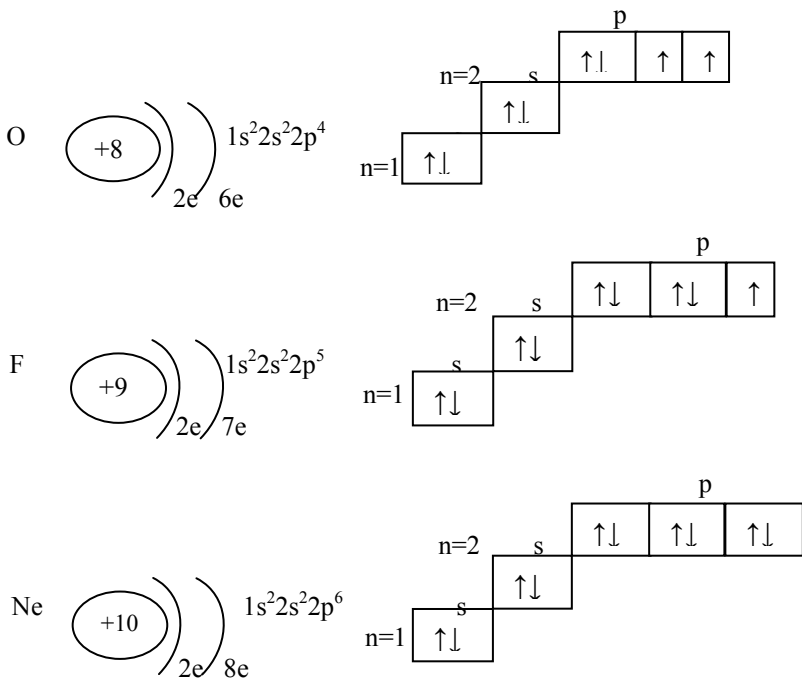 p
n=2 s ↑↓ ↑ ↑
↑↓
O +8 1s²2s²2p⁴
n=1 ↑↓
2e 6e
p
n=2 s ↑↓ ↑↓ ↑
↑↓
F +9 1s²2s²2p⁵
s
n=1 ↑↓
2e 7e
p
n=2 s ↑↓ ↑↓ ↑↓
↑↓
Ne +10 1s²2s²2p⁶
s
n=1 ↑↓
2e 8e